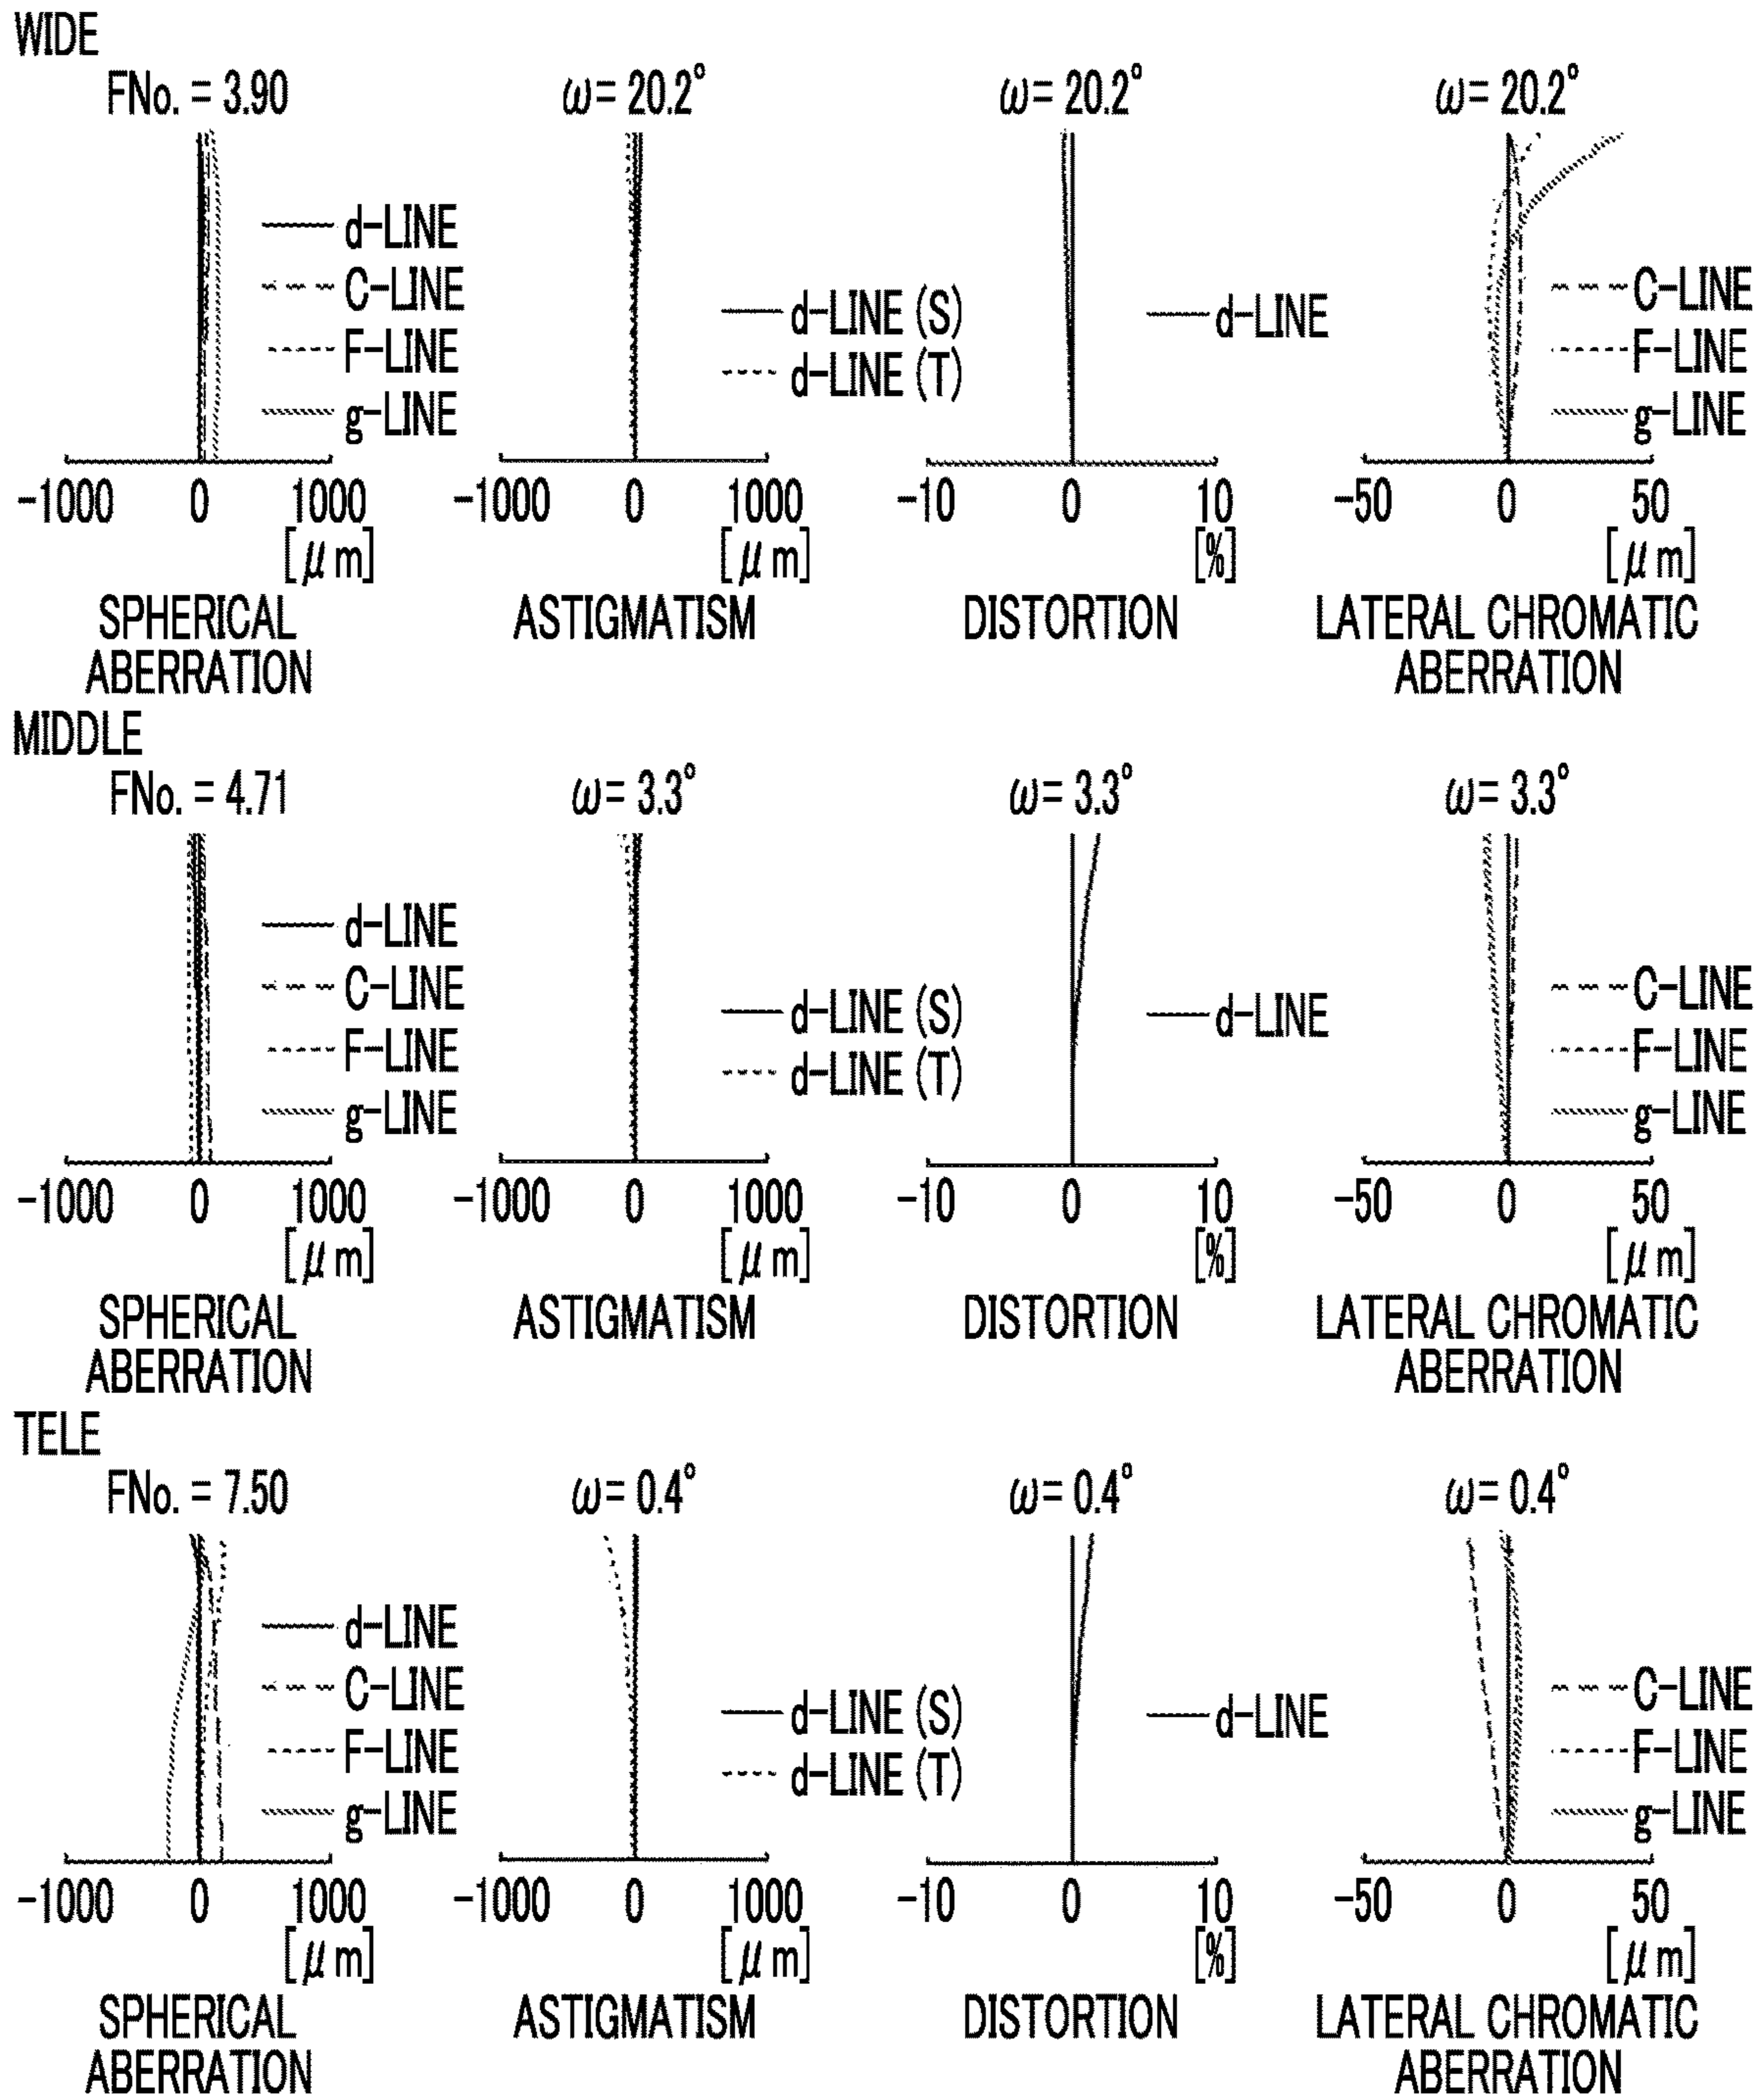 WIDE
FNo. = 3.90
d-LINE
C-LINE
F-LINE
g-LINE
-1000 0 1000
[μm]
SPHERICAL
ABERRATION
ω= 20.2°
d-LINE (S)
d-LINE (T)
-1000 0 1000
[μm]
ASTIGMATISM
ω= 20.2°
d-LINE
-10 0 10
[%]
DISTORTION
ω= 20.2°
C-LINE
F-LINE
g-LINE
-50 0 50
[μm]
LATERAL CHROMATIC
ABERRATION
MIDDLE
FNo. = 4.71
d-LINE
C-LINE
F-LINE
g-LINE
-1000 0 1000
[μm]
SPHERICAL
ABERRATION
ω= 3.3°
d-LINE (S)
d-LINE (T)
-1000 0 1000
[μm]
ASTIGMATISM
ω= 3.3°
d-LINE
-10 0 10
[%]
DISTORTION
ω= 3.3°
C-LINE
F-LINE
g-LINE
-50 0 50
[μm]
LATERAL CHROMATIC
ABERRATION
TELE
FNo. = 7.50
d-LINE
C-LINE
F-LINE
g-LINE
-1000 0 1000
[μm]
SPHERICAL
ABERRATION
ω= 0.4°
d-LINE (S)
d-LINE (T)
-1000 0 1000
[μm]
ASTIGMATISM
ω= 0.4°
d-LINE
-10 0 10
[%]
DISTORTION
ω= 0.4°
C-LINE
F-LINE
g-LINE
-50 0 50
[μm]
LATERAL CHROMATIC
ABERRATION